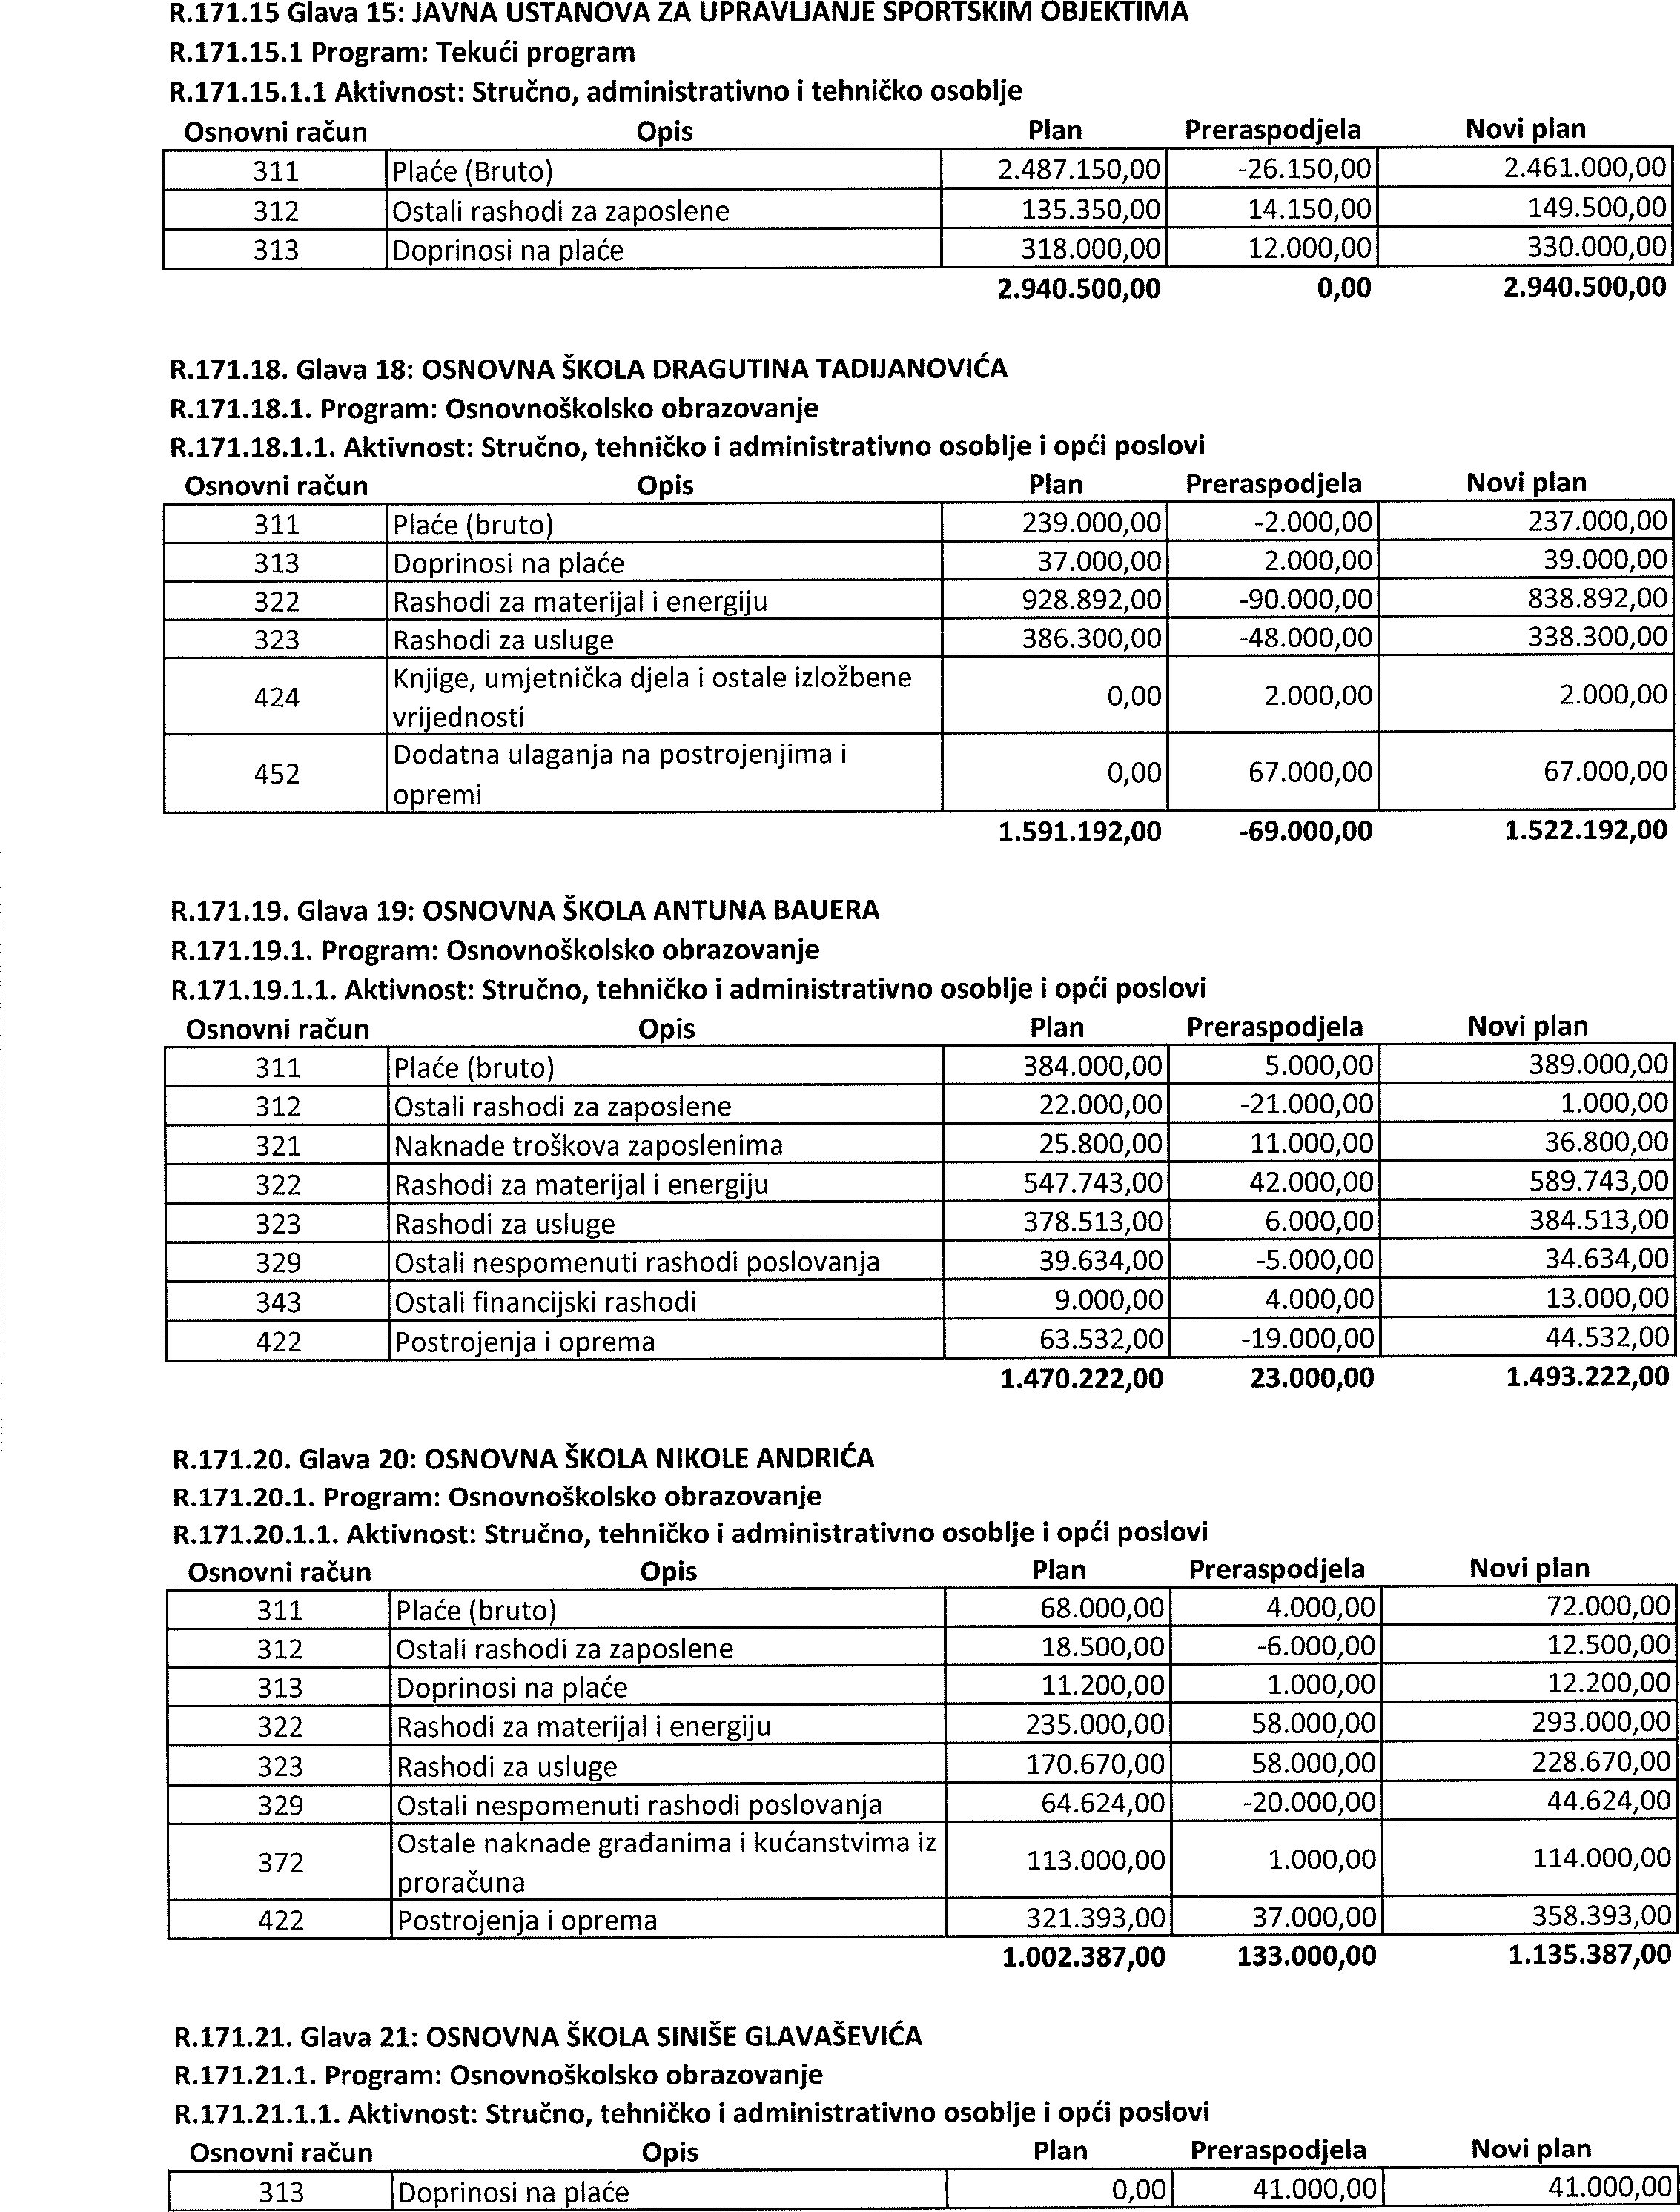 R.171.15 Glava 15: JAVNA USTANOVA ZA UPRAVLJANJE SPORTSKIM OBJEKTIMA
R.171.15.1 Program: Tekući program
R.171.15.1.1 Aktivnost: Stručno, administrativno i tehničko osoblje
Osnovni račun Opis Plan Preraspodjela Novi plan
311 Plaće (Bruto) 2.487.150,00 -26.150,00 2.461.000,00
312 Ostali rashodi za zaposlene 135.350,00 14.150,00 149.500,00
313 Doprinosi na plaće 318.000,00 12.000,00 330.000,00
2.940.500,00 0,00 2.940.500,00
R.171.18. Glava 18: OSNOVNA ŠKOLA DRAGUTINA TADIJANOVIĆA
R.171.18.1. Program: Osnovnoškolsko obrazovanje
R.171.18.1.1. Aktivnost: Stručno, tehničko i administrativno osoblje i opći poslovi
Osnovni račun Opis Plan Preraspodjela Novi plan
311 Plaće (bruto) 239.000,00 -2.000,00 237.000,00
313 Doprinosi na plaće 37.000,00 2.000,00 39.000,00
322 Rashodi za materijal i energiju 928.892,00 -90.000,00 838.892,00
323 Rashodi za usluge 386.300,00 -48.000,00 338.300,00
424 Knjige, umjetnička djela i ostale izložbene
vrijednosti 0,00 2.000,00 2.000,00
452 Dodatna ulaganja na postrojenjima i
opremi 0,00 67.000,00 67.000,00
1.591.192,00 -69.000,00 1.522.192,00
R.171.19. Glava 19: OSNOVNA ŠKOLA ANTUNA BAUERA
R.171.19.1. Program: Osnovnoškolsko obrazovanje
R.171.19.1.1. Aktivnost: Stručno, tehničko i administrativno osoblje i opći poslovi
Osnovni račun Opis Plan Preraspodjela Novi plan
311 Plaće (bruto) 384.000,00 5.000,00 389.000,00
312 Ostali rashodi za zaposlene 22.000,00 -21.000,00 1.000,00
321 Naknade troškova zaposlenima 25.800,00 11.000,00 36.800,00
322 Rashodi za materijal i energiju 547.743,00 42.000,00 589.743,00
323 Rashodi za usluge 378.513,00 6.000,00 384.513,00
329 Ostali nespomenuti rashodi poslovanja 39.634,00 -5.000,00 34.634,00
343 Ostali financijski rashodi 9.000,00 4.000,00 13.000,00
422 Postrojenja i oprema 63.532,00 -19.000,00 44.532,00
1.470.222,00 23.000,00 1.493.222,00
R.171.20. Glava 20: OSNOVNA ŠKOLA NIKOLE ANDRIĆA
R.171.20.1. Program: Osnovnoškolsko obrazovanje
R.171.20.1.1. Aktivnost: Stručno, tehničko i administrativno osoblje i opći poslovi
Osnovni račun Opis Plan Preraspodjela Novi plan
311 Plaće (bruto) 68.000,00 4.000,00 72.000,00
312 Ostali rashodi za zaposlene 18.500,00 -6.000,00 12.500,00
313 Doprinosi na plaće 11.200,00 1.000,00 12.200,00
322 Rashodi za materijal i energiju 235.000,00 58.000,00 293.000,00
323 Rashodi za usluge 170.670,00 58.000,00 228.670,00
329 Ostali nespomenuti rashodi poslovanja 64.624,00 -20.000,00 44.624,00
372 Ostale naknade građanima i kućanstvima iz
proračuna 113.000,00 1.000,00 114.000,00
422 Postrojenja i oprema 321.393,00 37.000,00 358.393,00
1.002.387,00 133.000,00 1.135.387,00
R.171.21. Glava 21: OSNOVNA ŠKOLA SINIŠE GLAVAŠEVIĆA
R.171.21.1. Program: Osnovnoškolsko obrazovanje
R.171.21.1.1. Aktivnost: Stručno, tehničko i administrativno osoblje i opći poslovi
Osnovni račun Opis Plan Preraspodjela Novi plan
313 Doprinosi na plaće 0,00 41.000,00 41.000,00